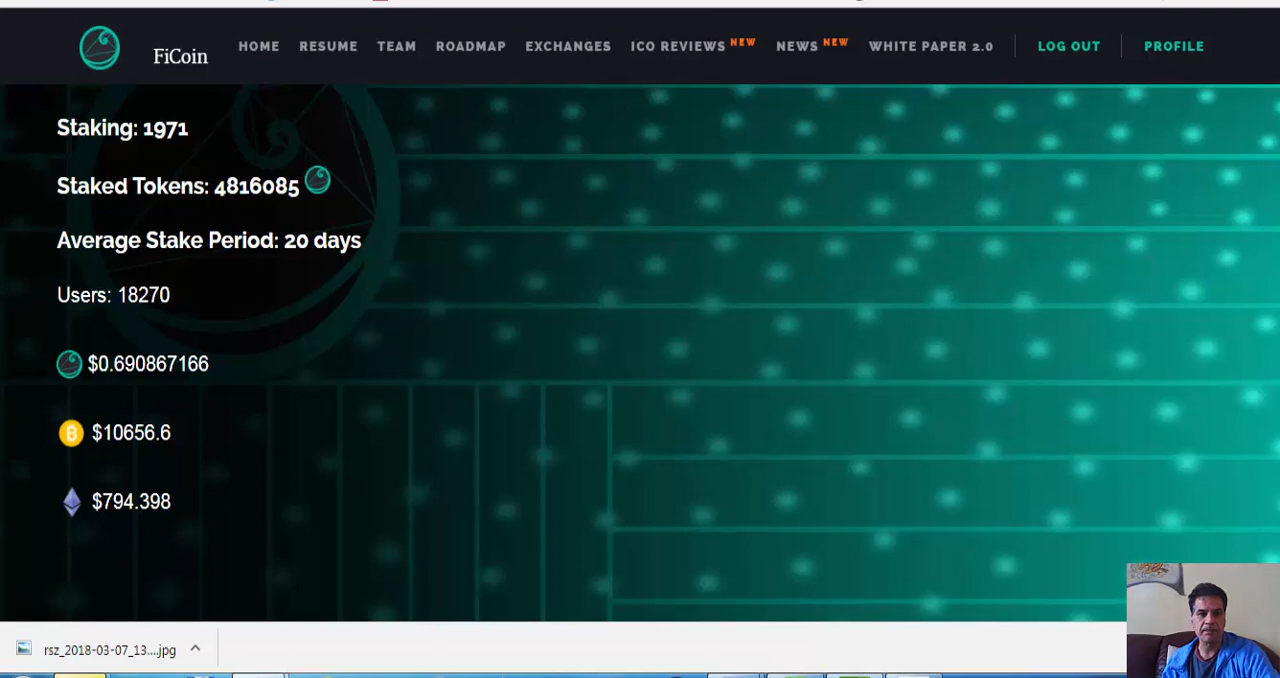 FiCoin HOME RESUME TEAM ROADMAP EXCHANGES ICO REVIEWS NEW NEWS NEW WHITE PAPER 2.0 LOG OUT PROFILE
Staking: 1971
Staked Tokens: 4816085
Average Stake Period: 20 days
Users: 18270
$0.690867166
$10656.6
$794.398
rsz_2018-03-07_13....jpg